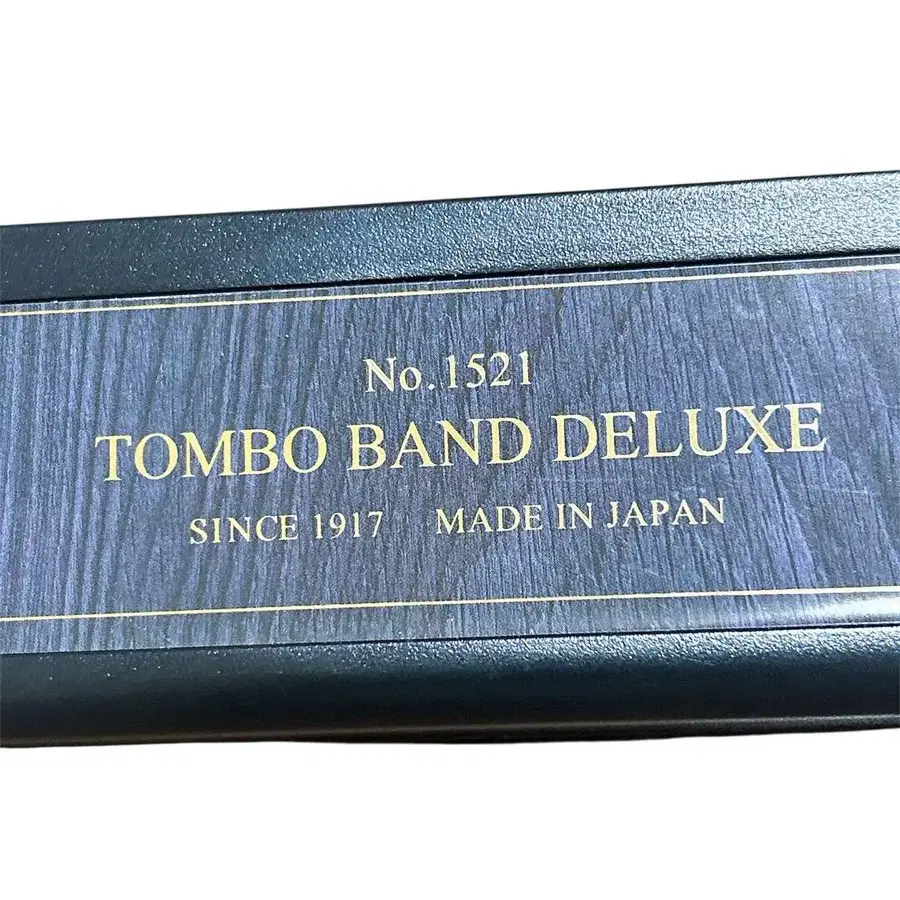 No.1521
TOMBO BAND DELUXE
SINCE 1917 MADE IN JAPAN